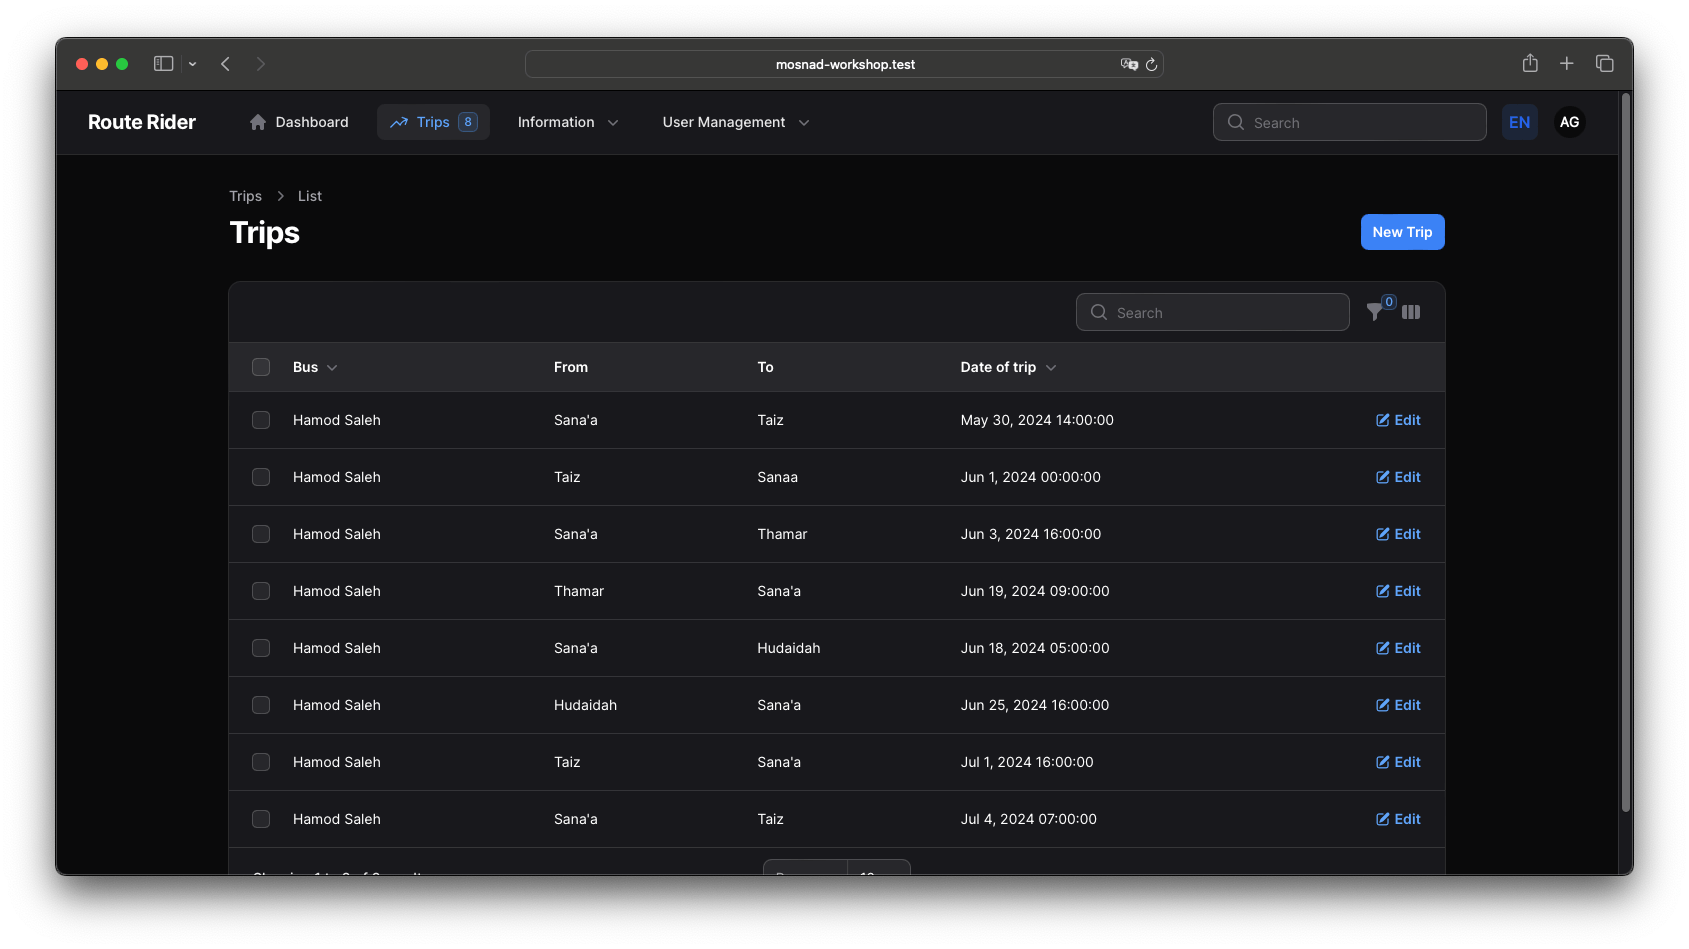 mosnad-workshop.test
Route Rider Dashboard Trips 8 Information User Management Search EN AG
Trips > List
Trips New Trip
Search 0
Bus From To Date of trip
Hamod Saleh Sana'a Taiz May 30, 2024 14:00:00 Edit
Hamod Saleh Taiz Sanaa Jun 1, 2024 00:00:00 Edit
Hamod Saleh Sana'a Thamar Jun 3, 2024 16:00:00 Edit
Hamod Saleh Thamar Sana'a Jun 19, 2024 09:00:00 Edit
Hamod Saleh Sana'a Hudaidah Jun 18, 2024 05:00:00 Edit
Hamod Saleh Hudaidah Sana'a Jun 25, 2024 16:00:00 Edit
Hamod Saleh Taiz Sana'a Jul 1, 2024 16:00:00 Edit
Hamod Saleh Sana'a Taiz Jul 4, 2024 07:00:00 Edit